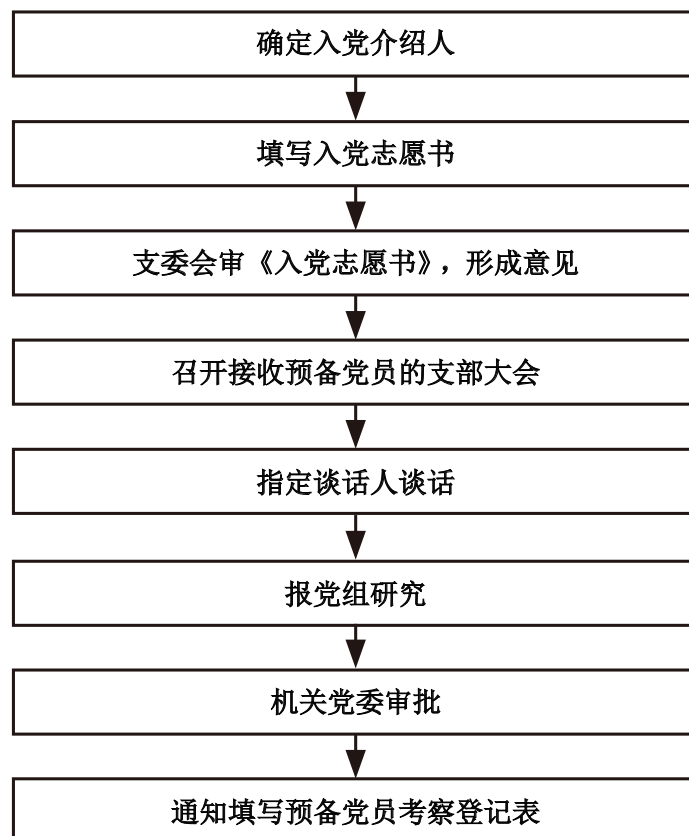 确定入党介绍人
填写入党志愿书
支委会审《入党志愿书》，形成意见
召开接收预备党员的支部大会
指定谈话人谈话
报党组研究
机关党委审批
通知填写预备党员考察登记表